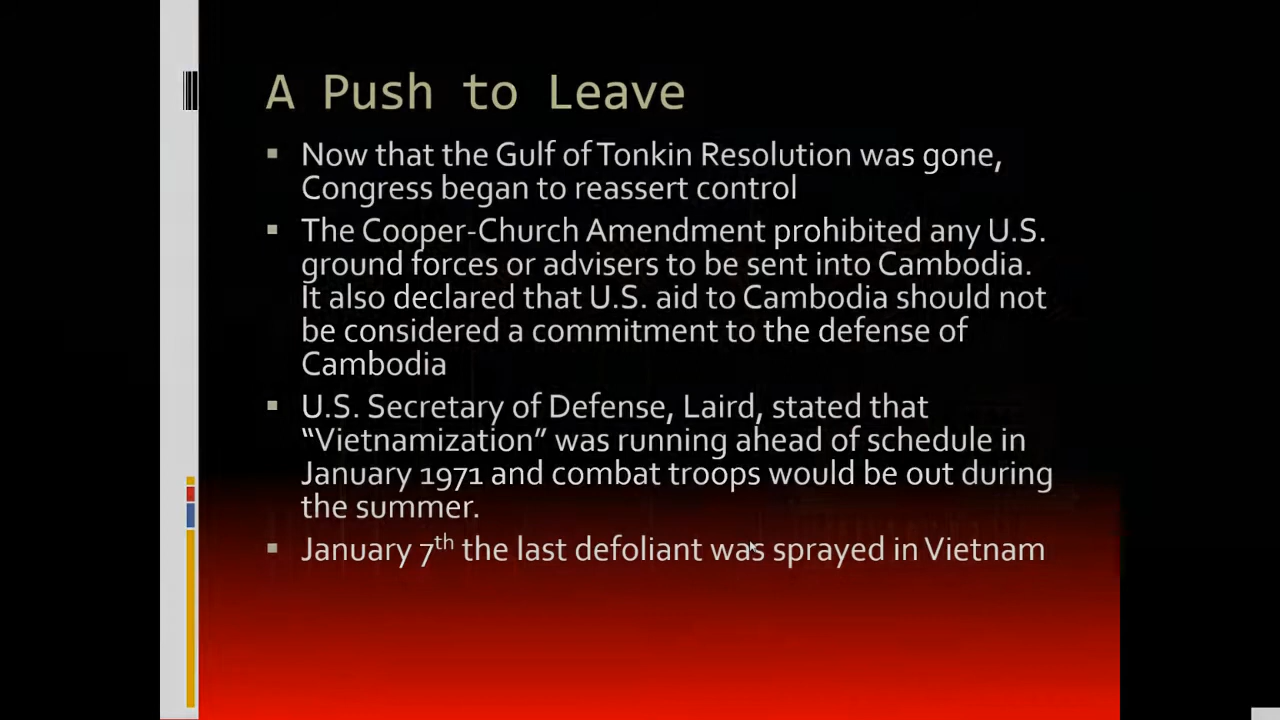 A Push to Leave
▪ Now that the Gulf of Tonkin Resolution was gone,
Congress began to reassert control
▪ The Cooper-Church Amendment prohibited any U.S.
ground forces or advisers to be sent into Cambodia.
It also declared that U.S. aid to Cambodia should not
be considered a commitment to the defense of
Cambodia
▪ U.S. Secretary of Defense, Laird, stated that
“Vietnamization” was running ahead of schedule in
January 1971 and combat troops would be out during
the summer.
▪ January 7th the last defoliant was sprayed in Vietnam